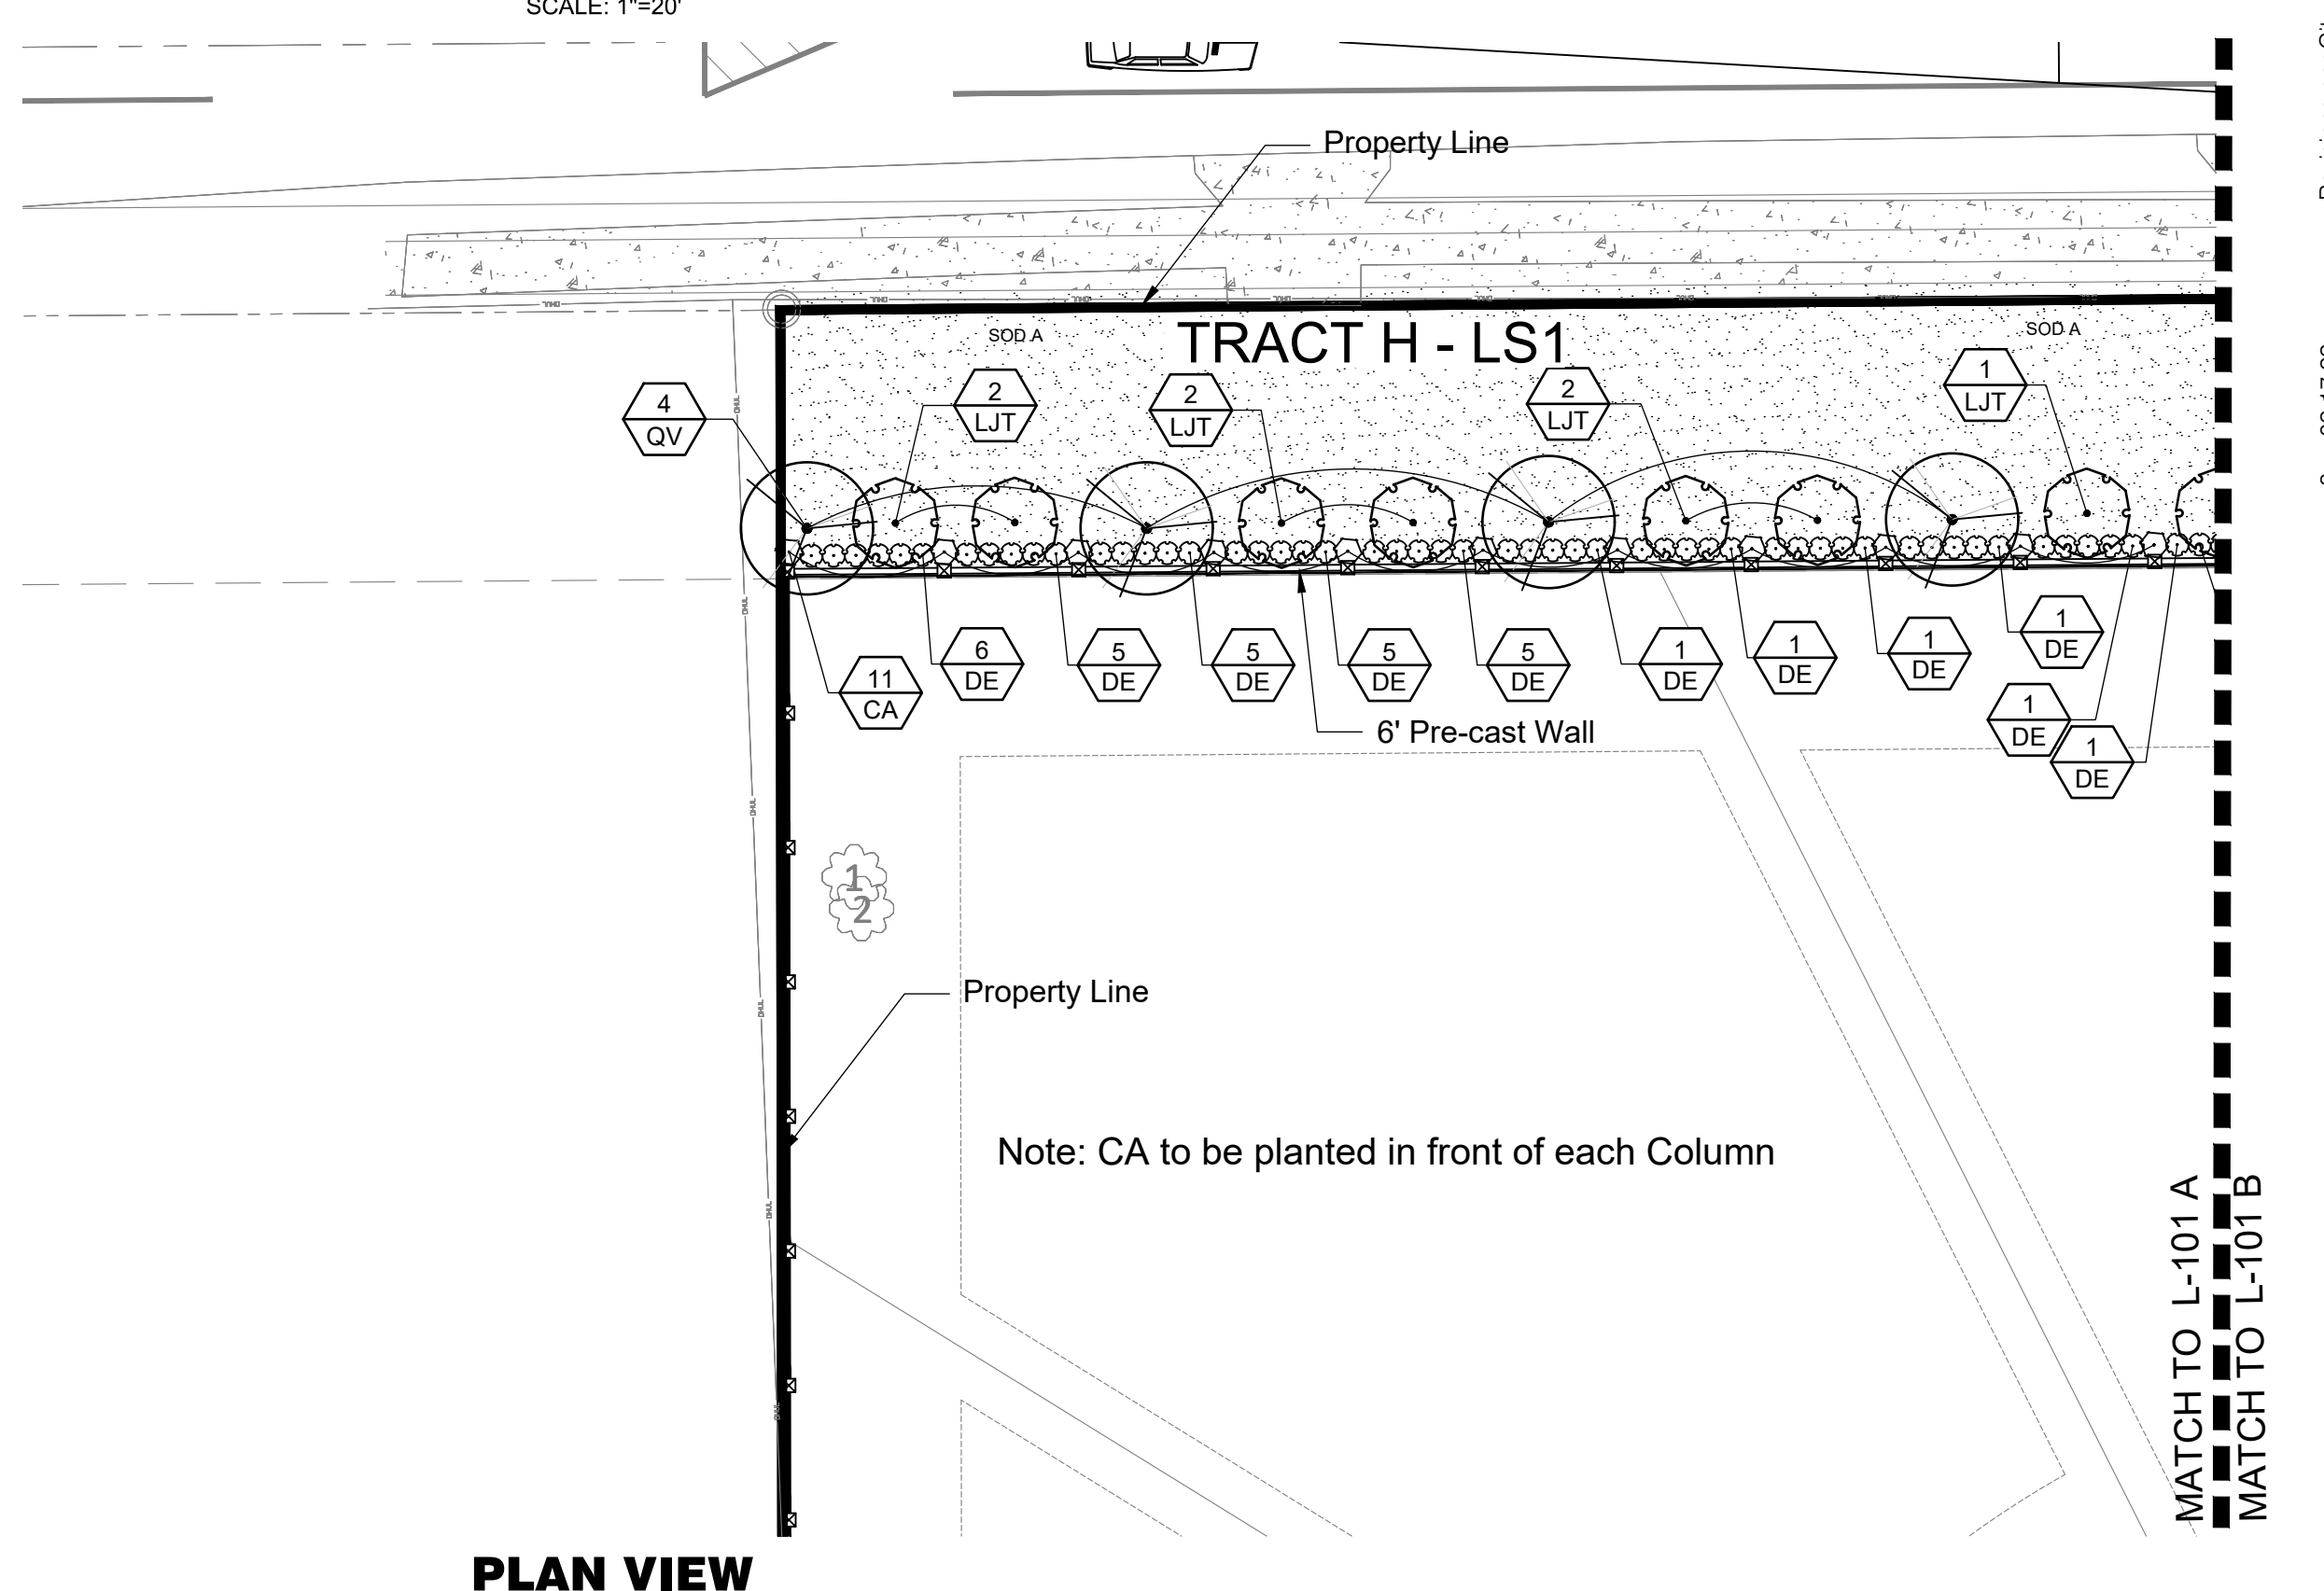 SCALE: 1"=20'
Property Line
SOD A
TRACT H - LS1
SOD A
4
QV
2
LJT
2
LJT
2
LJT
1
LJT
11
CA
6
DE
5
DE
5
DE
5
DE
5
DE
1
DE
1
DE
1
DE
1
DE
1
DE
1
DE
6' Pre-cast Wall
1
2
Property Line
Note: CA to be planted in front of each Column
MATCH TO L-101 A
MATCH TO L-101 B
PLAN VIEW